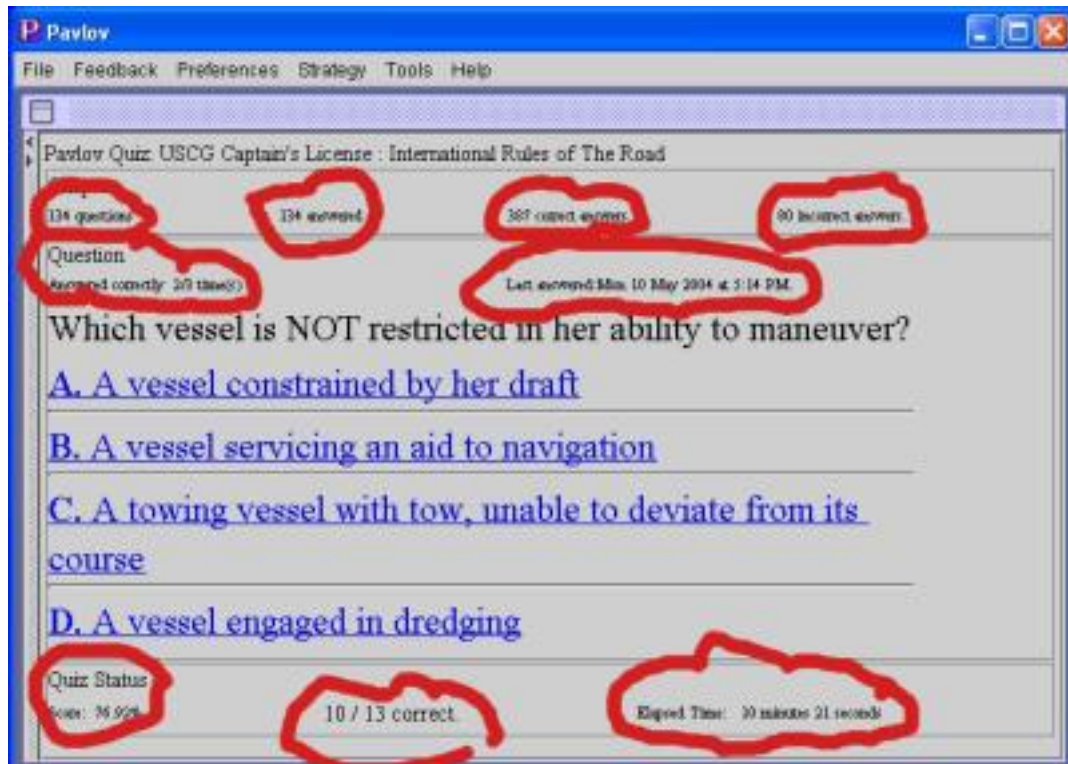 Pavlov
File Feedback Preferences Strategy Tools Help
Pavlov Quiz: USCG Captain's License : International Rules of The Road
134 questions 134 answered 387 correct answers 80 incorrect answers
Question
Answered correctly: 2/3 time(s) Last answered: Mon 10 May 2004 at 5:14 PM.
Which vessel is NOT restricted in her ability to maneuver?
A. A vessel constrained by her draft
B. A vessel servicing an aid to navigation
C. A towing vessel with tow, unable to deviate from its
course
D. A vessel engaged in dredging
Quiz Status
Score: 76.92% 10 / 13 correct. Elapsed Time: minutes 21 seconds